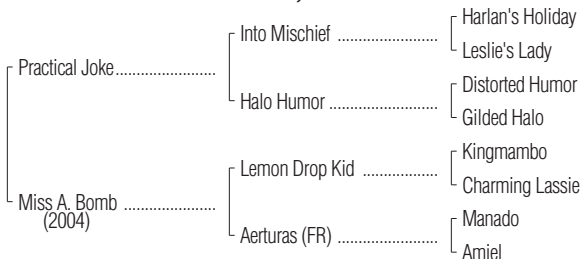 Harlan's Holiday
Into Mischief ....................
Leslie's Lady
Practical Joke.......................
Distorted Humor
Halo Humor ......................
Gilded Halo
Kingmambo
Lemon Drop Kid .................
Charming Lassie
Miss A. Bomb .....................
(2004)
Manado
Aerturas (FR) .....................
Amiel